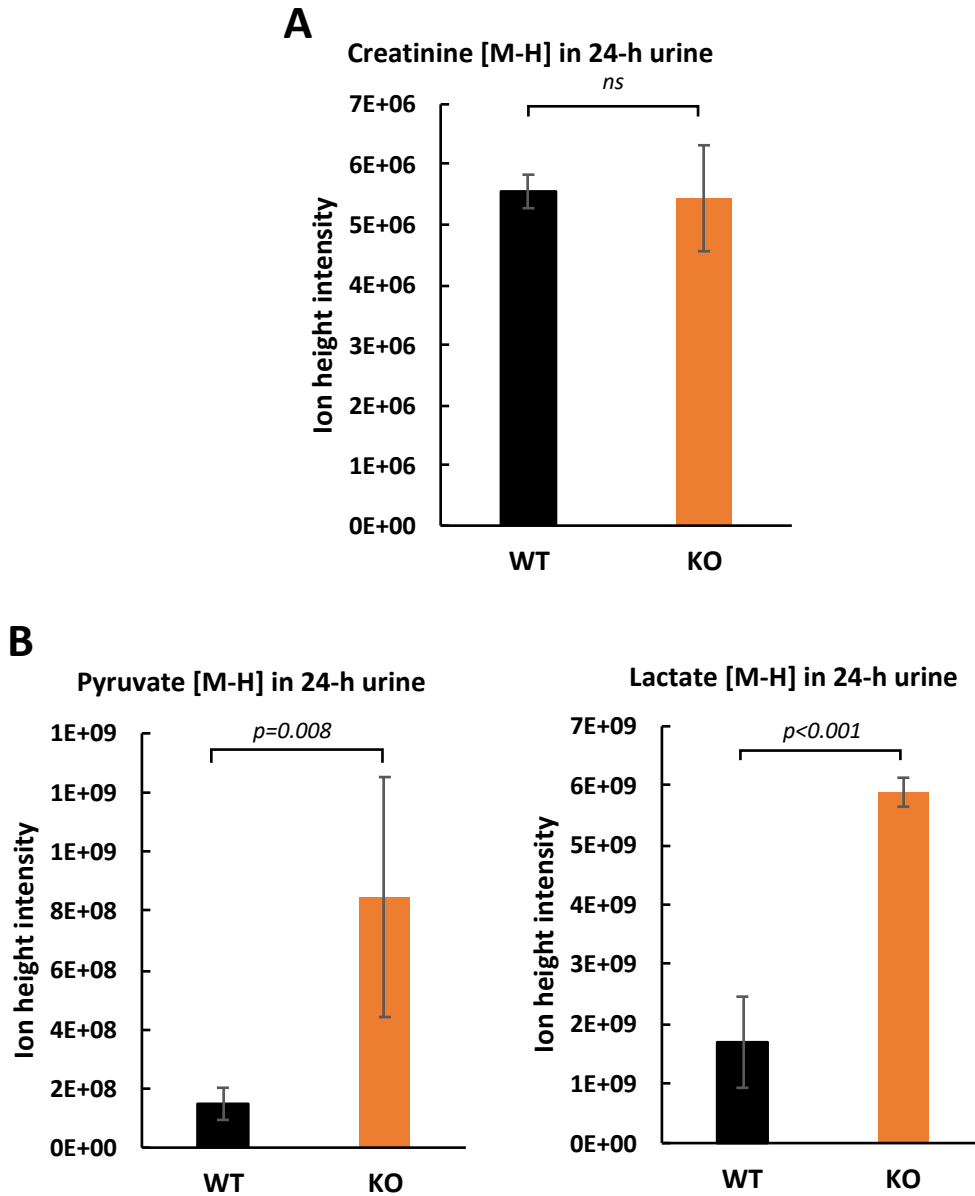 A
Creatinine [M-H] in 24-h urine
ns
7E+06
6E+06
5E+06
4E+06
3E+06
2E+06
1E+06
0E+00
Ion height intensity
WT
KO
B
Pyruvate [M-H] in 24-h urine
p=0.008
1E+09
1E+09
1E+09
8E+08
6E+08
4E+08
2E+08
0E+00
Ion height intensity
WT
KO
Lactate [M-H] in 24-h urine
p<0.001
7E+09
6E+09
5E+09
4E+09
3E+09
2E+09
1E+09
0E+00
Ion height intensity
WT
KO